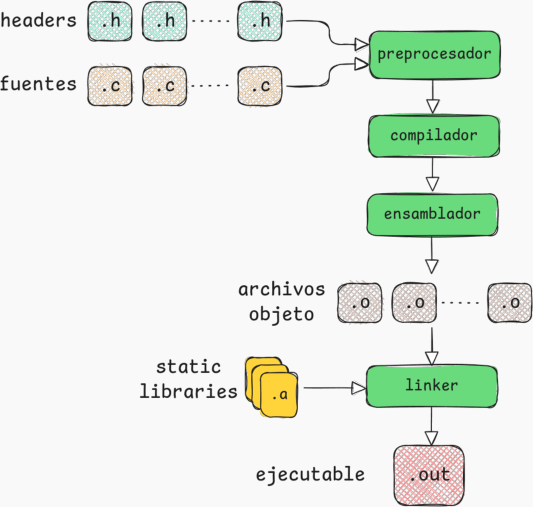 headers .h .h ..... .h
fuentes .c .c ..... .c
preprocesador
compilador
ensamblador
archivos
objeto
.o .o ..... .o
static
libraries
.a
linker
ejecutable .out